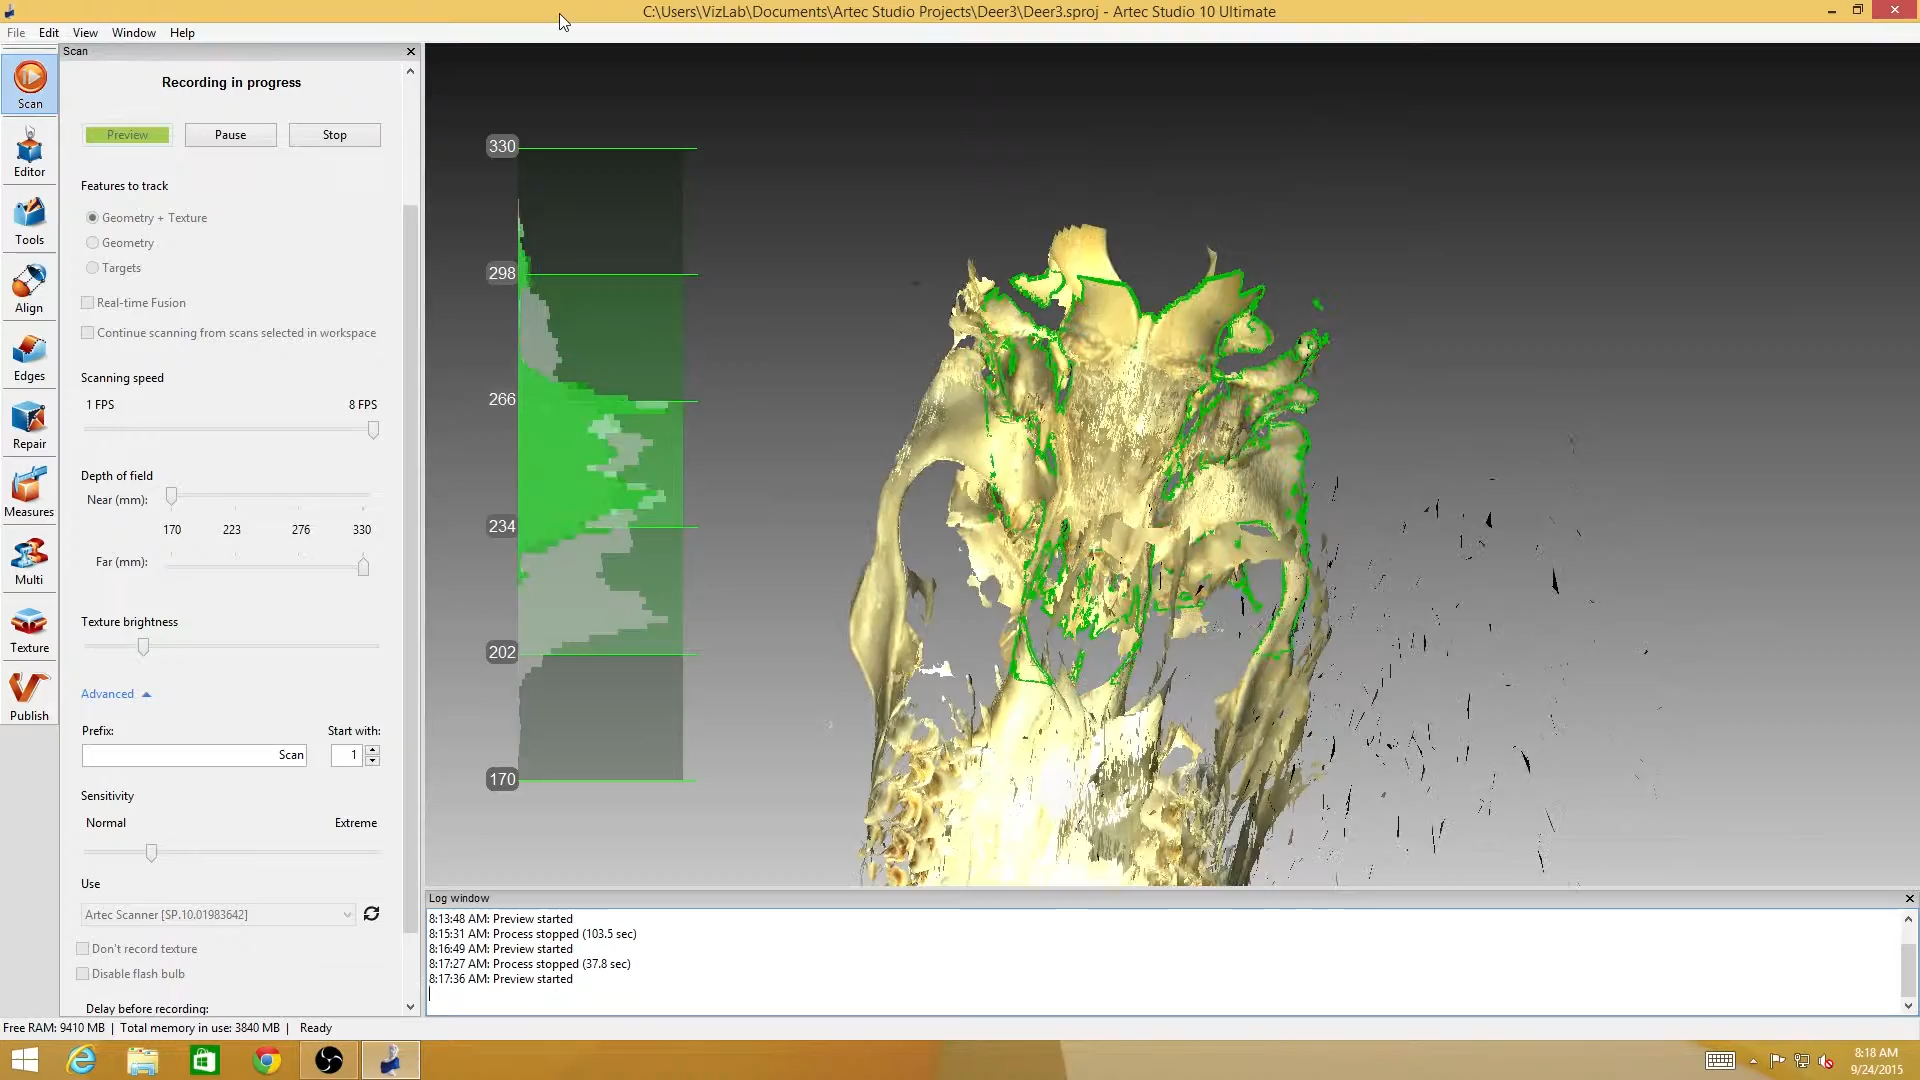 C:\Users\VizLab\Documents\Artec Studio Projects\Deer3\Deer3.sproj - Artec Studio 10 Ultimate
File Edit View Window Help
Scan
Recording in progress
Preview Pause Stop
Features to track
Geometry + Texture
Geometry
Targets
Real-time Fusion
Continue scanning from scans selected in workspace
Scanning speed
1 FPS 8 FPS
Depth of field
Near (mm):
170 223 276 330
Far (mm):
Texture brightness
Advanced
Prefix: Start with:
Scan 1
Sensitivity
Normal Extreme
Use
Artec Scanner [SP.10.01983642]
Don't record texture
Disable flash bulb
Delay before recording:
Scan
Editor
Tools
Align
Edges
Repair
Measures
Multi
Texture
Publish
330
298
266
234
202
170
Log window
8:13:48 AM: Preview started
8:15:31 AM: Process stopped (103.5 sec)
8:16:49 AM: Preview started
8:17:27 AM: Process stopped (37.8 sec)
8:17:36 AM: Preview started
Free RAM: 9410 MB | Total memory in use: 3840 MB | Ready
8:18 AM
9/24/2015